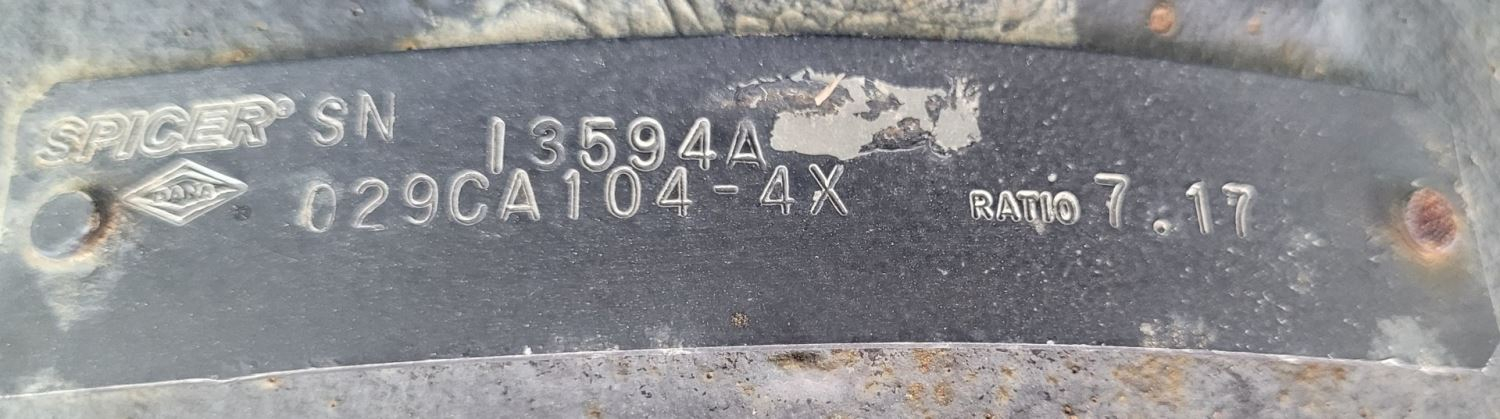 SPICER® SN 13594A
DANA 029CA104-4X RATIO 7.17